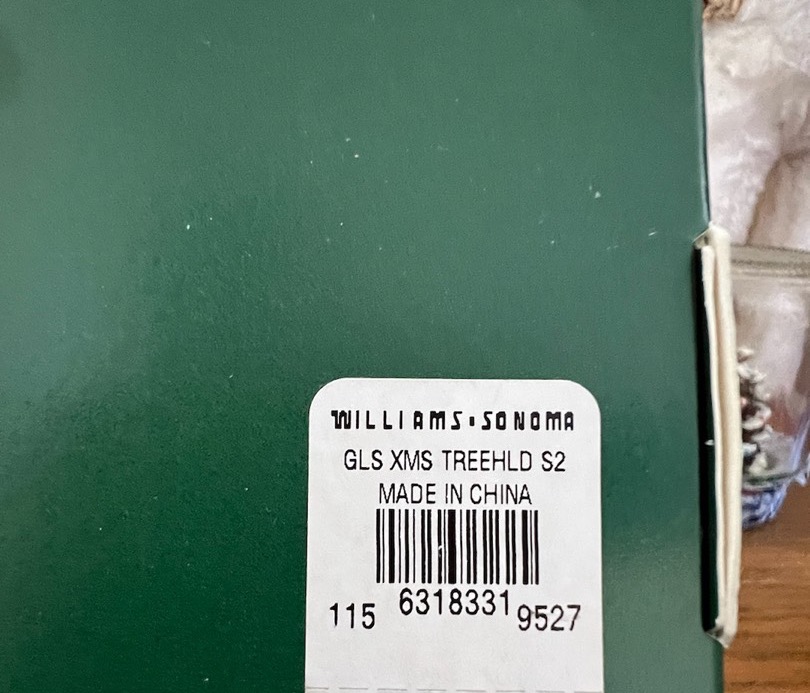 WILLIAMS·SONOMA
GLS XMS TREEHLD S2
MADE IN CHINA
115 6318331 9527